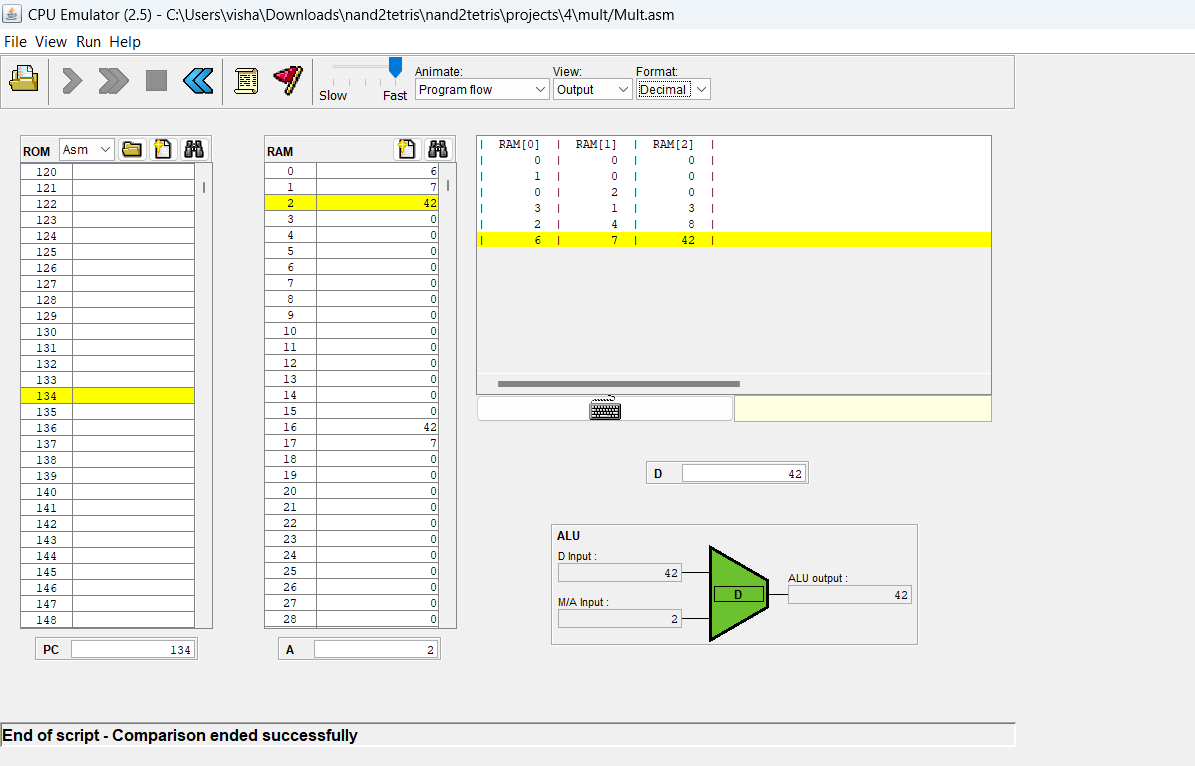 CPU Emulator (2.5) - C:\Users\visha\Downloads\nand2tetris\nand2tetris\projects\4\mult/Mult.asm
File View Run Help
Slow Fast
Animate:
Program flow
View:
Output
Format:
Decimal
ROM Asm
120
121
122
123
124
125
126
127
128
129
130
131
132
133
134
135
136
137
138
139
140
141
142
143
144
145
146
147
148
PC 134
RAM
0 6
1 7
2 42
3 0
4 0
5 0
6 0
7 0
8 0
9 0
10 0
11 0
12 0
13 0
14 0
15 0
16 42
17 7
18 0
19 0
20 0
21 0
22 0
23 0
24 0
25 0
26 0
27 0
28 0
A 2
| RAM[0] | RAM[1] | RAM[2] |
| 0 | 0 | 0 |
| 1 | 0 | 0 |
| 0 | 2 | 0 |
| 3 | 1 | 3 |
| 2 | 4 | 8 |
| 6 | 7 | 42 |
D 42
ALU
D Input :
42
M/A Input :
2
D
ALU output :
42
End of script - Comparison ended successfully